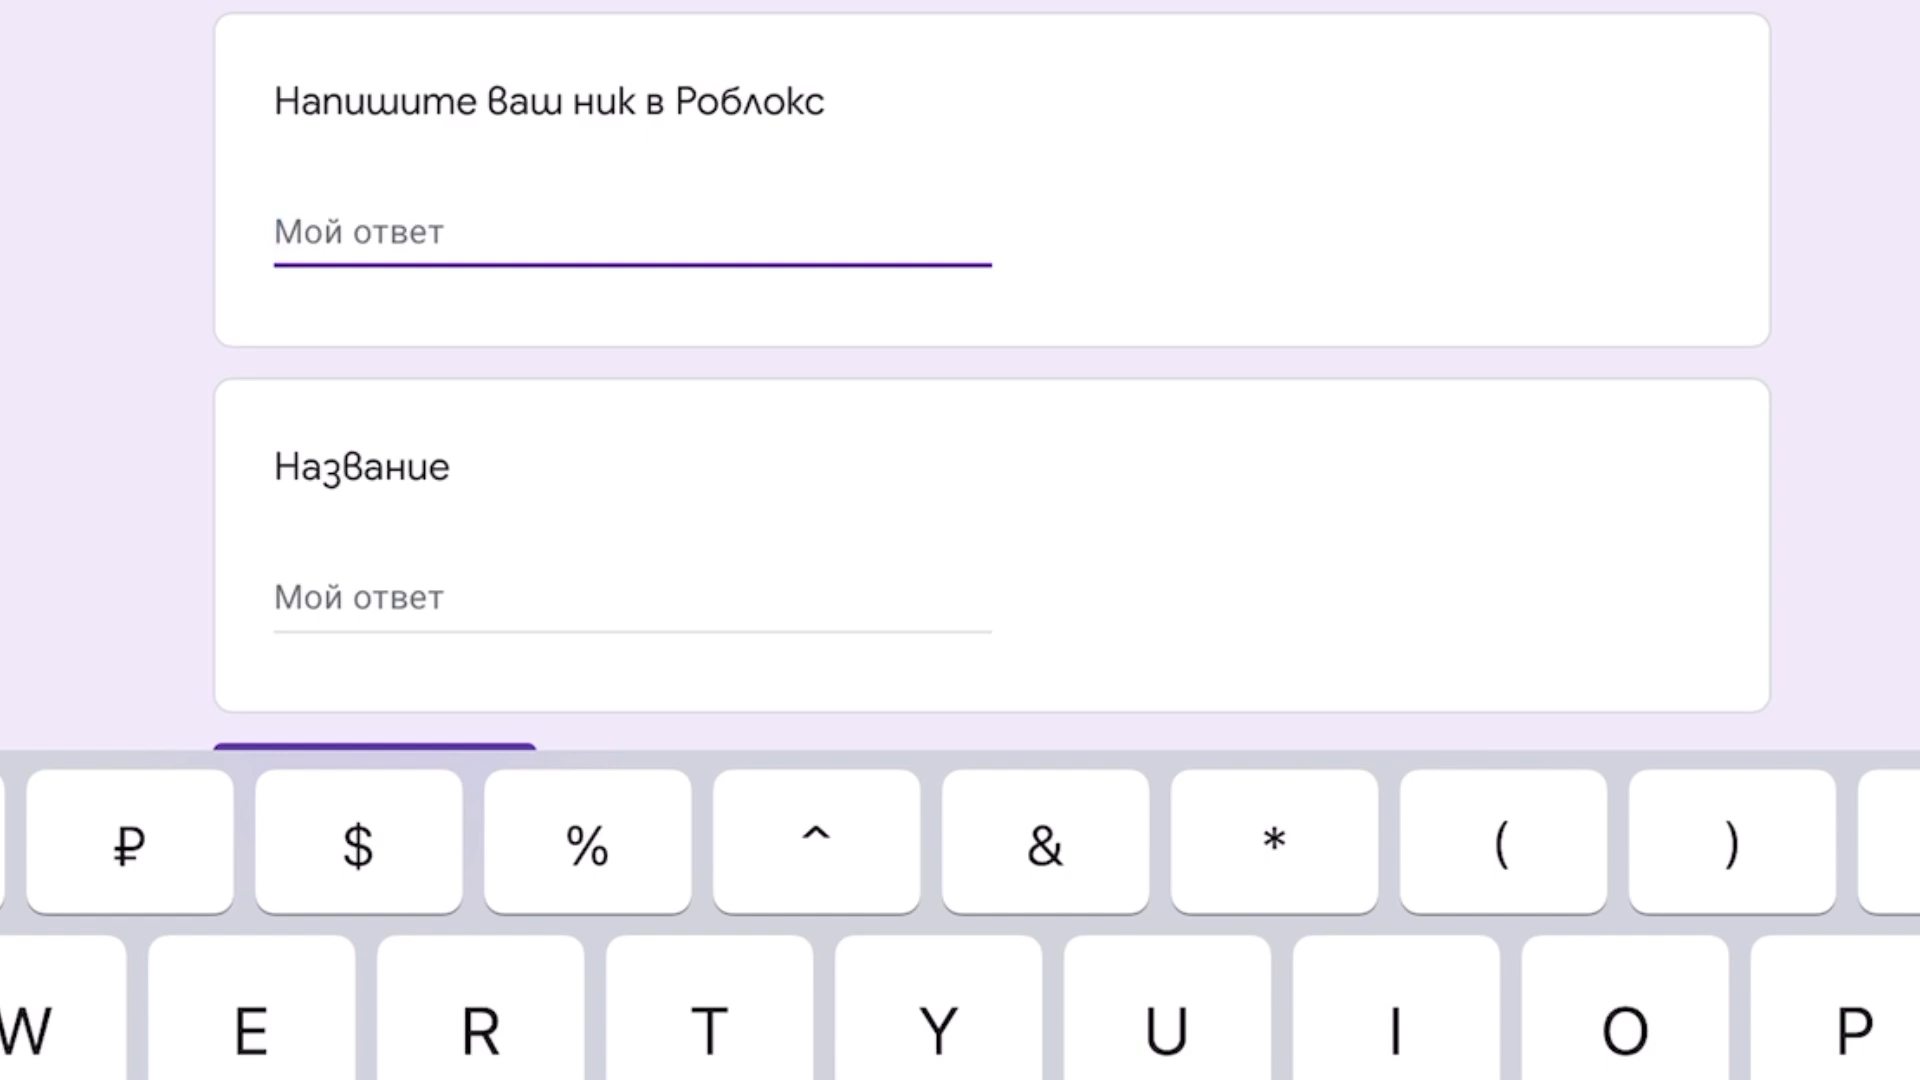 Напишите ваш ник в Роблокс
Мой ответ
Название
Мой ответ
₽ $ % ^ & * ( )
W E R T Y U I O P